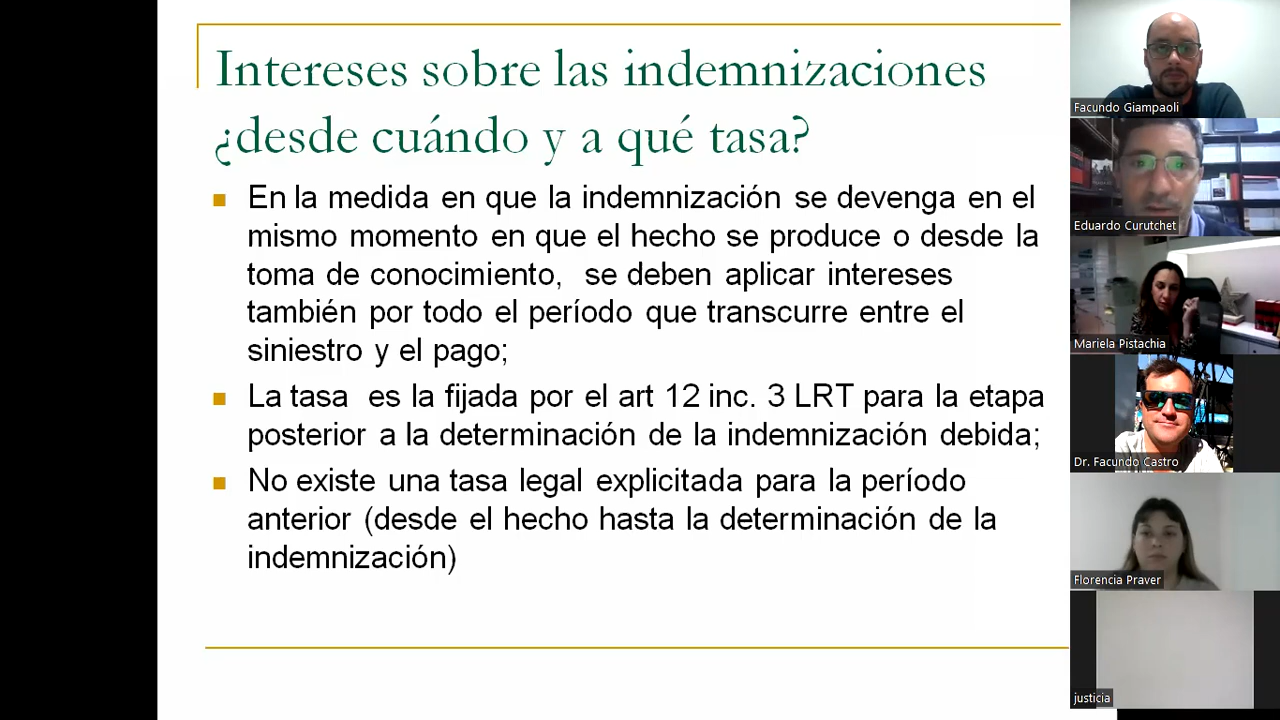 Intereses sobre las indemnizaciones
¿desde cuándo y a qué tasa?
En la medida en que la indemnización se devenga en el
mismo momento en que el hecho se produce o desde la
toma de conocimiento, se deben aplicar intereses
también por todo el período que transcurre entre el
siniestro y el pago;
La tasa es la fijada por el art 12 inc. 3 LRT para la etapa
posterior a la determinación de la indemnización debida;
No existe una tasa legal explicitada para la período
anterior (desde el hecho hasta la determinación de la
indemnización)
Facundo Giampaoli
Eduardo Curutchet
Mariela Pistachia
Dr. Facundo Castro
Florencia Praver
justicia